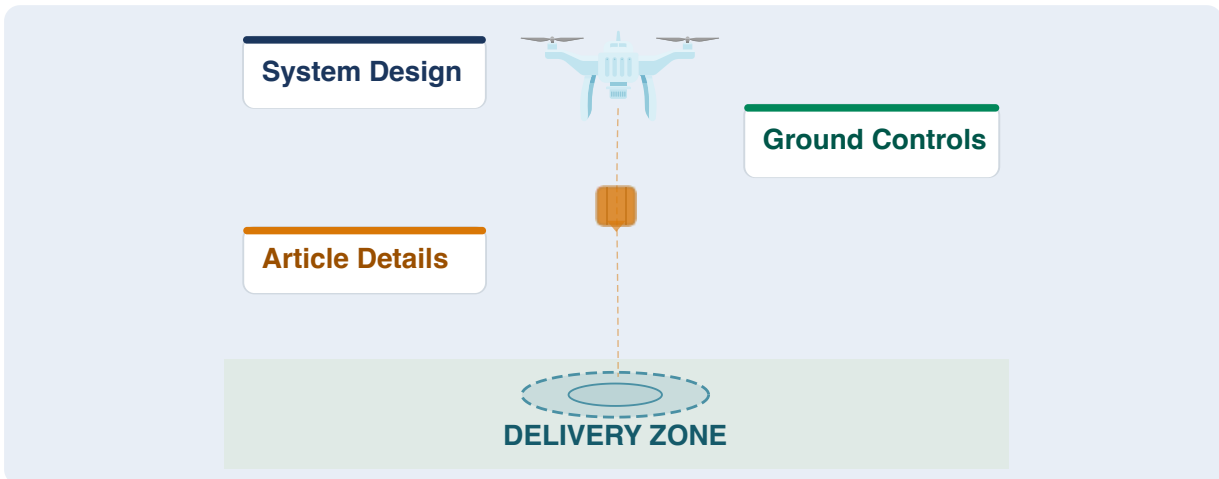 System Design
Ground Controls
Article Details
DELIVERY ZONE